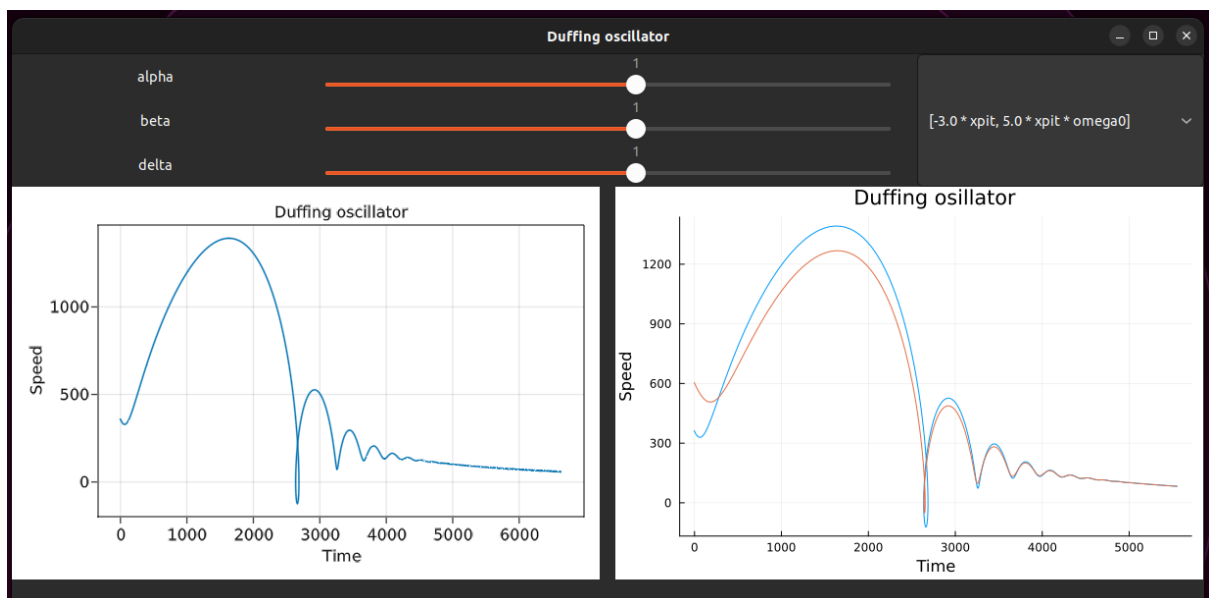 Duffing oscillator
alpha
1
beta
1
delta
1
[-3.0 * xpit, 5.0 * xpit * omega0]
Duffing oscillator
1000
500
0
Speed
0 1000 2000 3000 4000 5000 6000
Time
Duffing osillator
1200
900
600
300
0
Speed
0 1000 2000 3000 4000 5000
Time